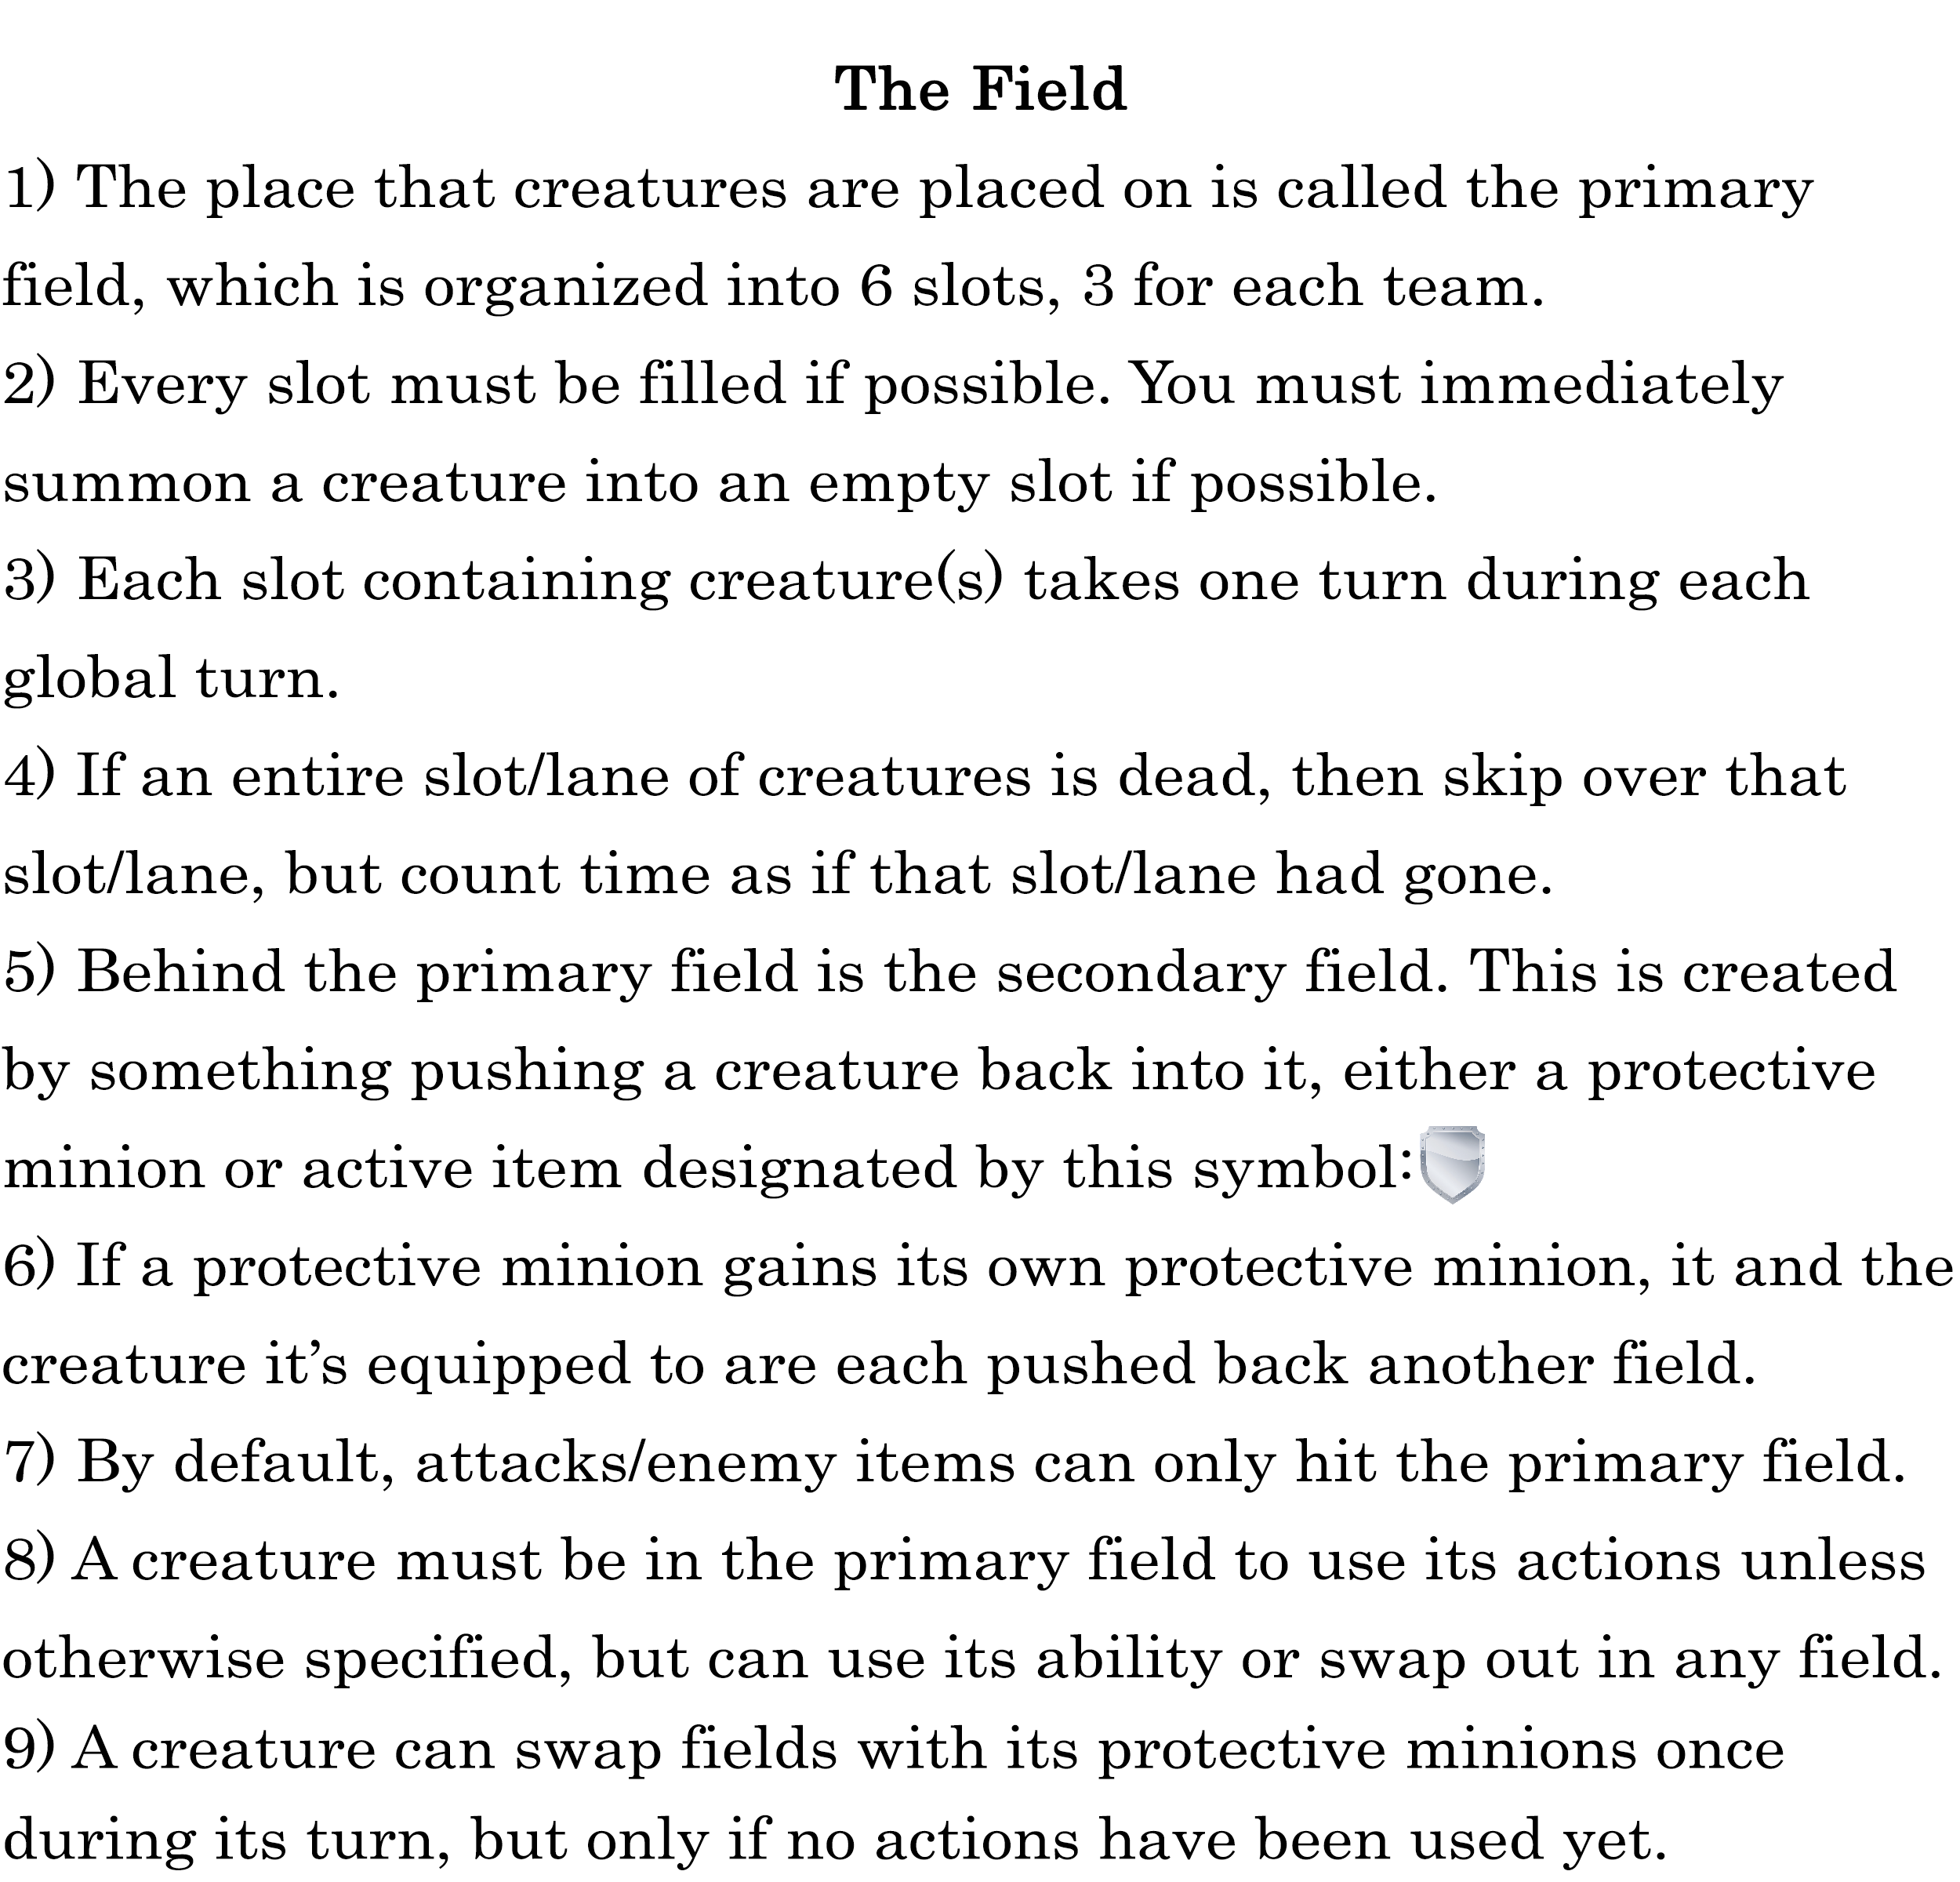 The Field
1) The place that creatures are placed on is called the primary
field, which is organized into 6 slots, 3 for each team.
2) Every slot must be filled if possible. You must immediately
summon a creature into an empty slot if possible.
3) Each slot containing creature(s) takes one turn during each
global turn.
4) If an entire slot/lane of creatures is dead, then skip over that
slot/lane, but count time as if that slot/lane had gone.
5) Behind the primary field is the secondary field. This is created
by something pushing a creature back into it, either a protective
minion or active item designated by this symbol:
6) If a protective minion gains its own protective minion, it and the
creature it’s equipped to are each pushed back another field.
7) By default, attacks/enemy items can only hit the primary field.
8) A creature must be in the primary field to use its actions unless
otherwise specified, but can use its ability or swap out in any field.
9) A creature can swap fields with its protective minions once
during its turn, but only if no actions have been used yet.